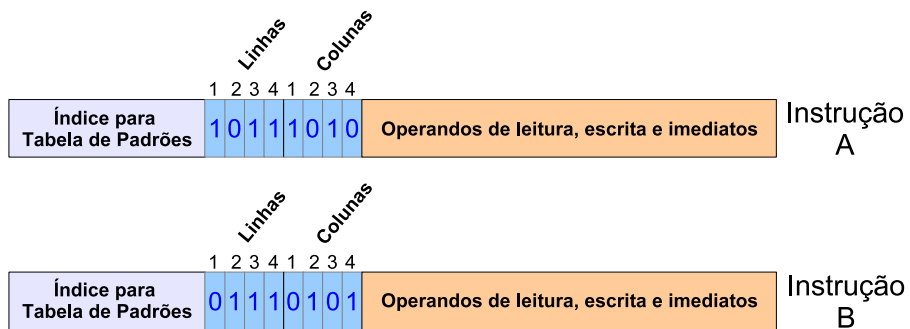 Linhas Colunas
1 2 3 4 1 2 3 4
Índice para
Tabela de Padrões
1 0 1 1 1 0 1 0
Operandos de leitura, escrita e imediatos
Instrução
A
Linhas Colunas
1 2 3 4 1 2 3 4
Índice para
Tabela de Padrões
0 1 1 1 0 1 0 1
Operandos de leitura, escrita e imediatos
Instrução
B